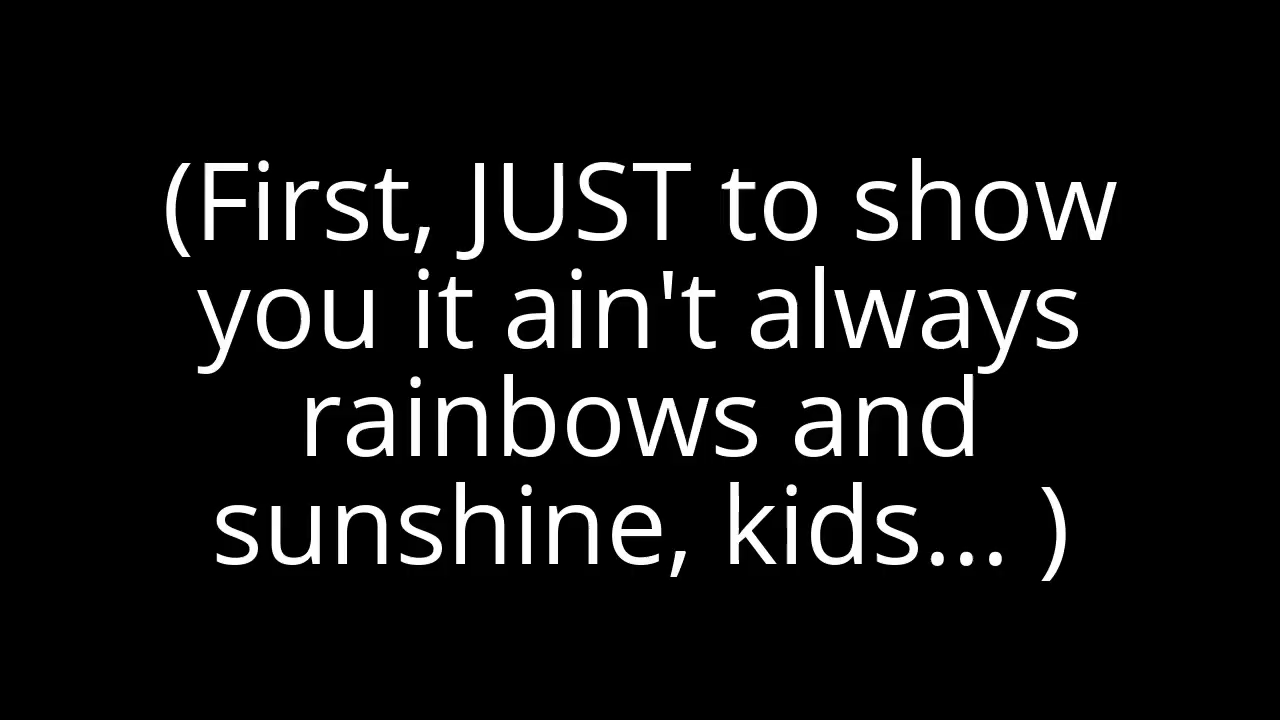 (First, JUST to show
you it ain't always
rainbows and
sunshine, kids... )